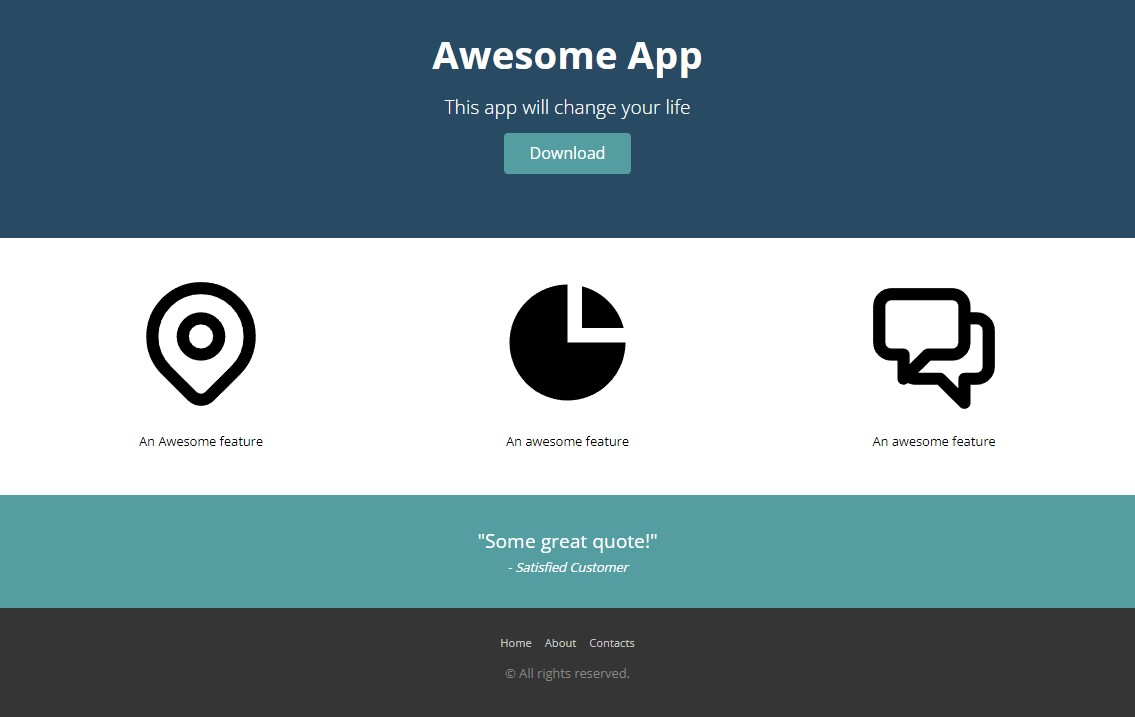 Awesome App
This app will change your life
Download
An Awesome feature
An awesome feature
An awesome feature
"Some great quote!"
- Satisfied Customer
Home About Contacts
© All rights reserved.